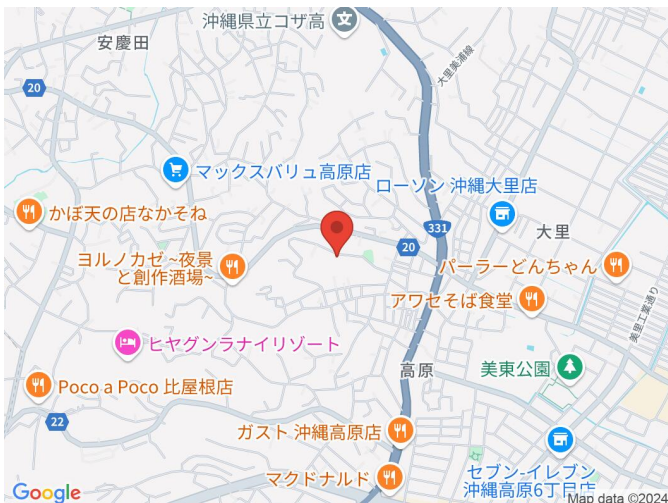 沖縄県立コザ高
安慶田
大里美浦線
20
マックスバリュ高原店
ローソン 沖縄大里店
かぼ天の店なかそね
331
大里
20
ヨルノカゼ ~夜景
と創作酒場~
パーラーどんちゃん
アワセそば食堂
美里工業通り
ヒヤグンラナイリゾート
高原
美東公園
Poco a Poco 比屋根店
22
ガスト 沖縄高原店
マクドナルド
セブン-イレブン
沖縄高原6丁目店
Google
Map data ©2024